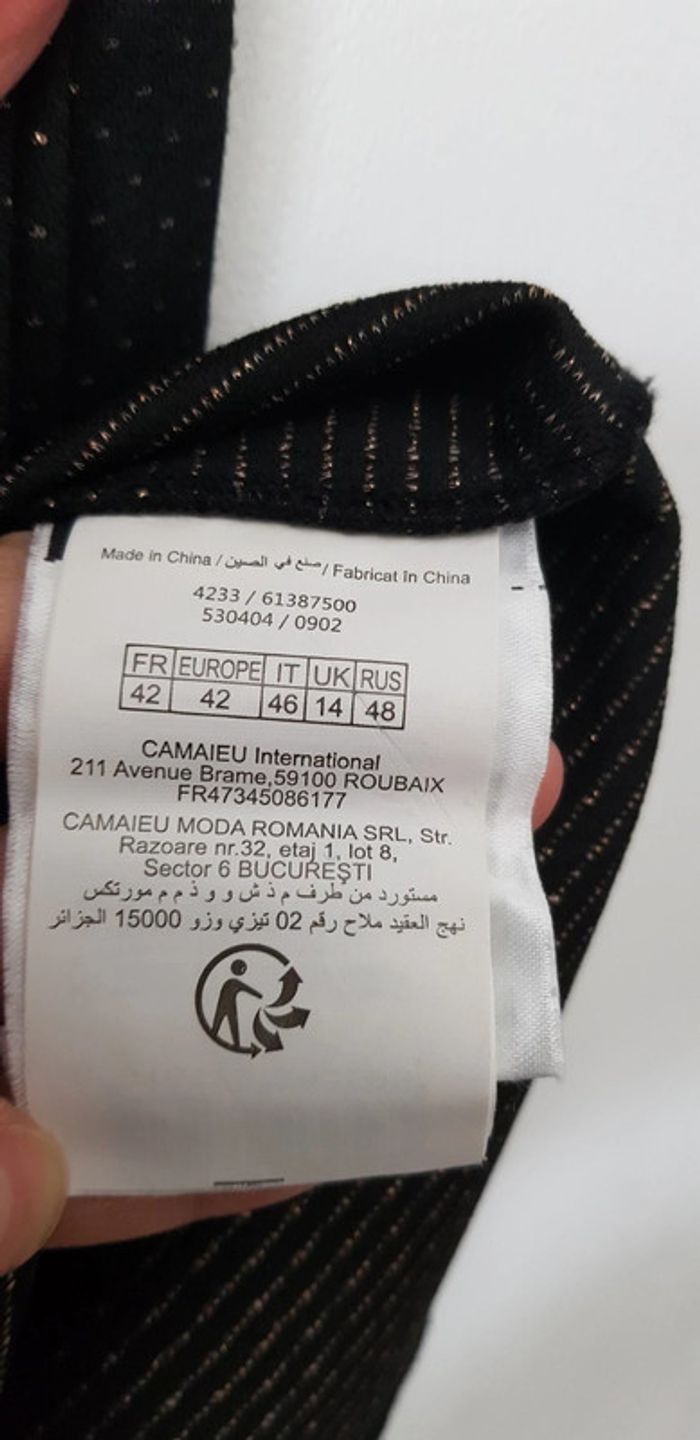 Made in China / صنع في الصين / Fabricat în China
4233 / 61387500
530404 / 0902
FR EUROPE IT UK RUS
42 42 46 14 48
CAMAIEU International
211 Avenue Brame,59100 ROUBAIX
FR47345086177
CAMAIEU MODA ROMANIA SRL, Str.
Razoare nr.32, etaj 1, lot 8,
Sector 6 BUCUREŞTI
مستورد من طرف م ذ ش و و ذ م م مورتكس
نهج العقيد ملاح رقم 02 تيزي وزو 15000 الجزائر